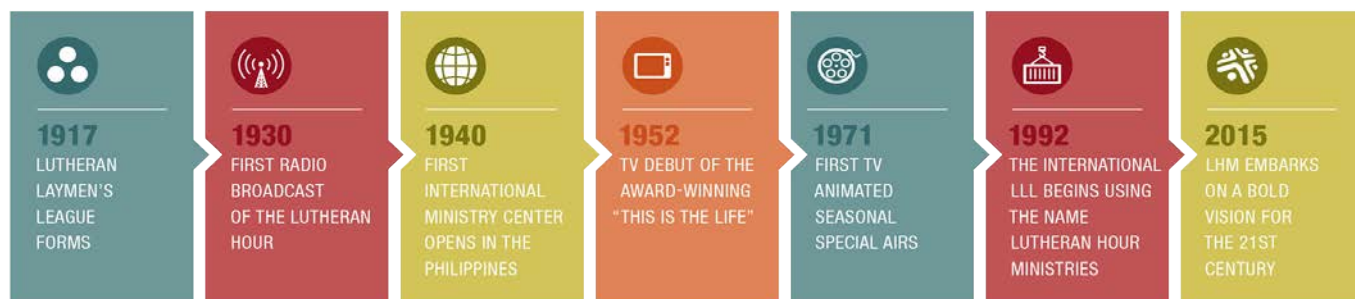 1917
LUTHERAN
LAYMEN'S
LEAGUE
FORMS
1930
FIRST RADIO
BROADCAST
OF THE LUTHERAN
HOUR
1940
FIRST
INTERNATIONAL
MINISTRY CENTER
OPENS IN THE
PHILIPPINES
1952
TV DEBUT OF THE
AWARD-WINNING
"THIS IS THE LIFE"
1971
FIRST TV
ANIMATED
SEASONAL
SPECIAL AIRS
1992
THE INTERNATIONAL
LLL BEGINS USING
THE NAME
LUTHERAN HOUR
MINISTRIES
2015
LHM EMBARKS
ON A BOLD
VISION FOR
THE 21ST
CENTURY